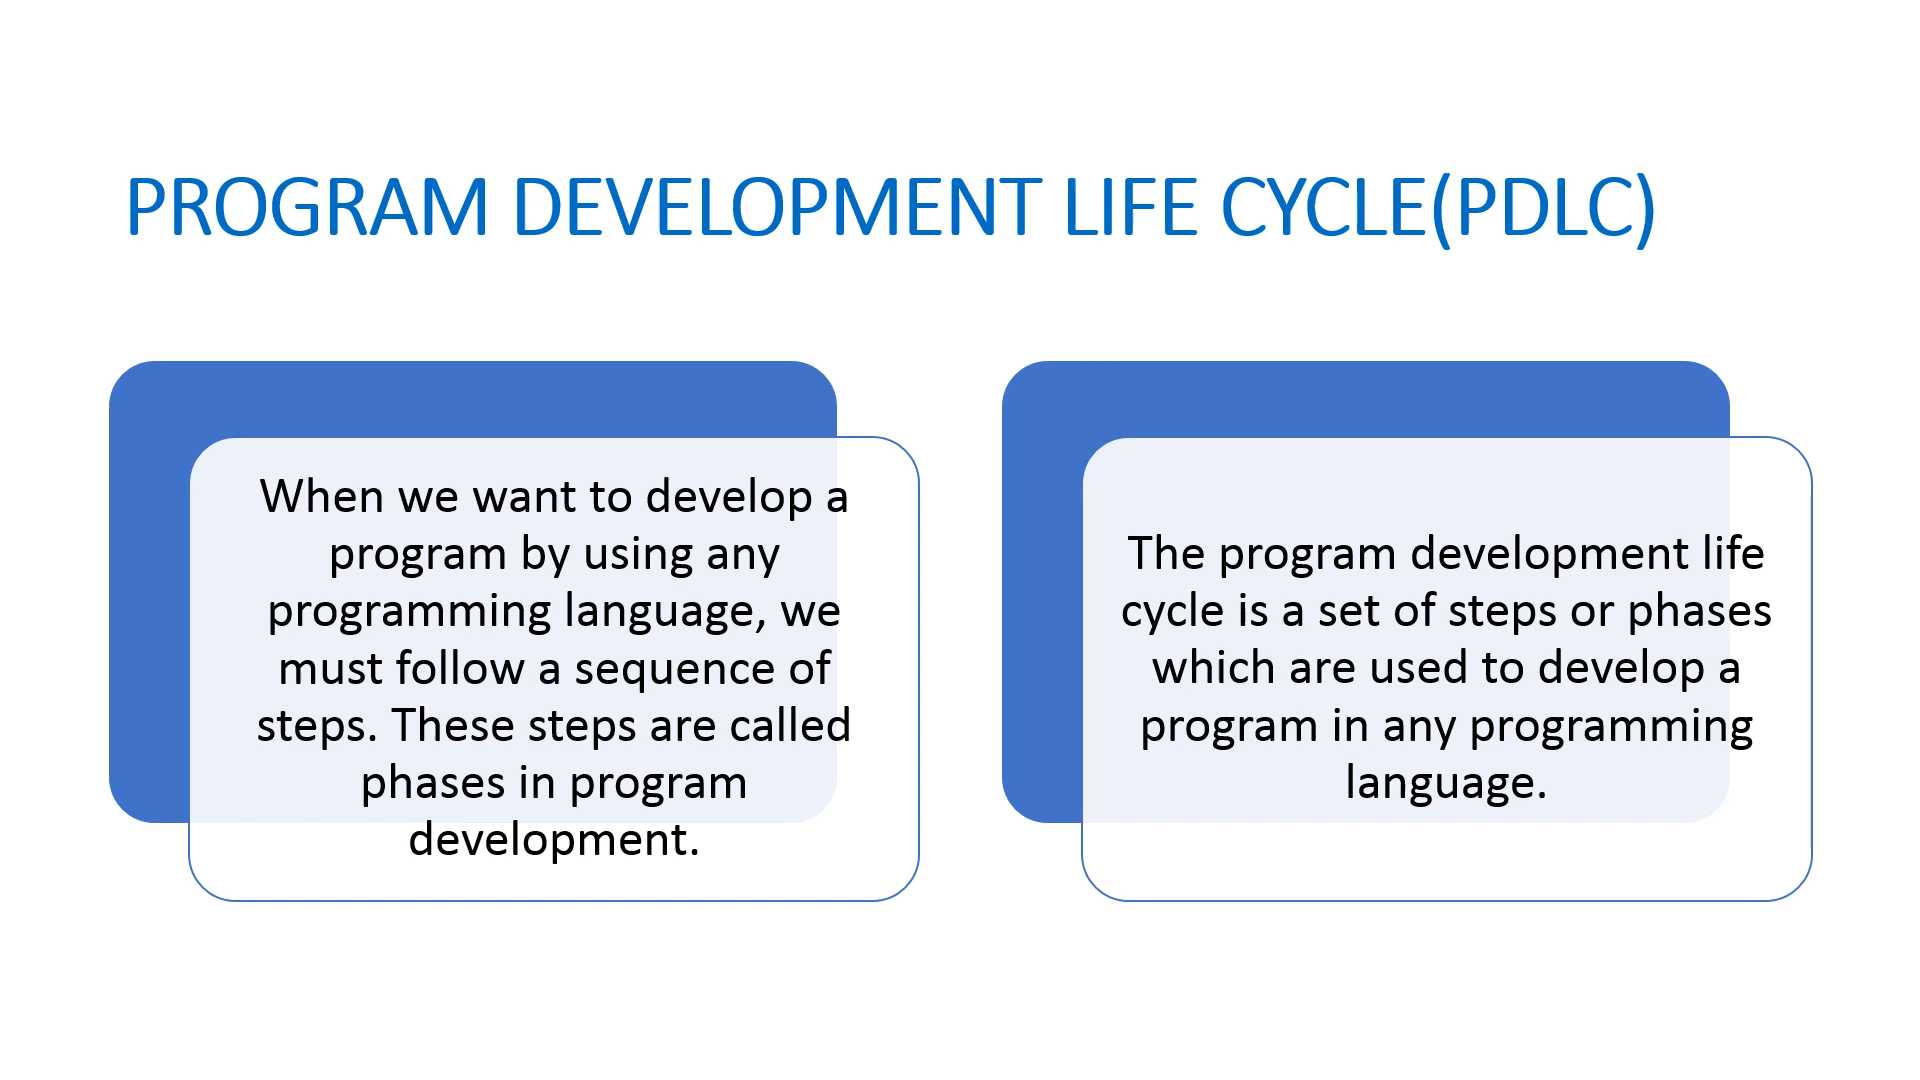 PROGRAM DEVELOPMENT LIFE CYCLE(PDLC)
When we want to develop a
program by using any
programming language, we
must follow a sequence of
steps. These steps are called
phases in program
development.
The program development life
cycle is a set of steps or phases
which are used to develop a
program in any programming
language.